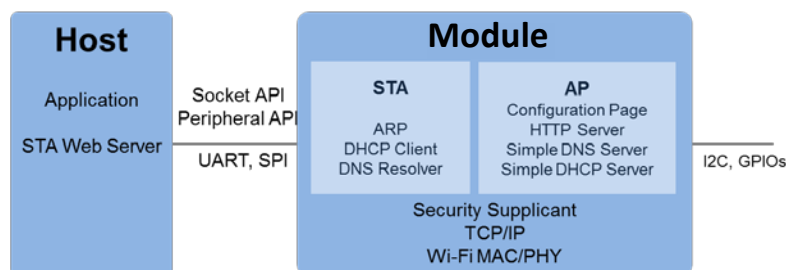 Host
Application
STA Web Server
Socket API
Peripheral API
UART, SPI
Module
STA
ARP
DHCP Client
DNS Resolver
AP
Configuration Page
HTTP Server
Simple DNS Server
Simple DHCP Server
Security Supplicant
TCP/IP
Wi-Fi MAC/PHY
I2C, GPIOs